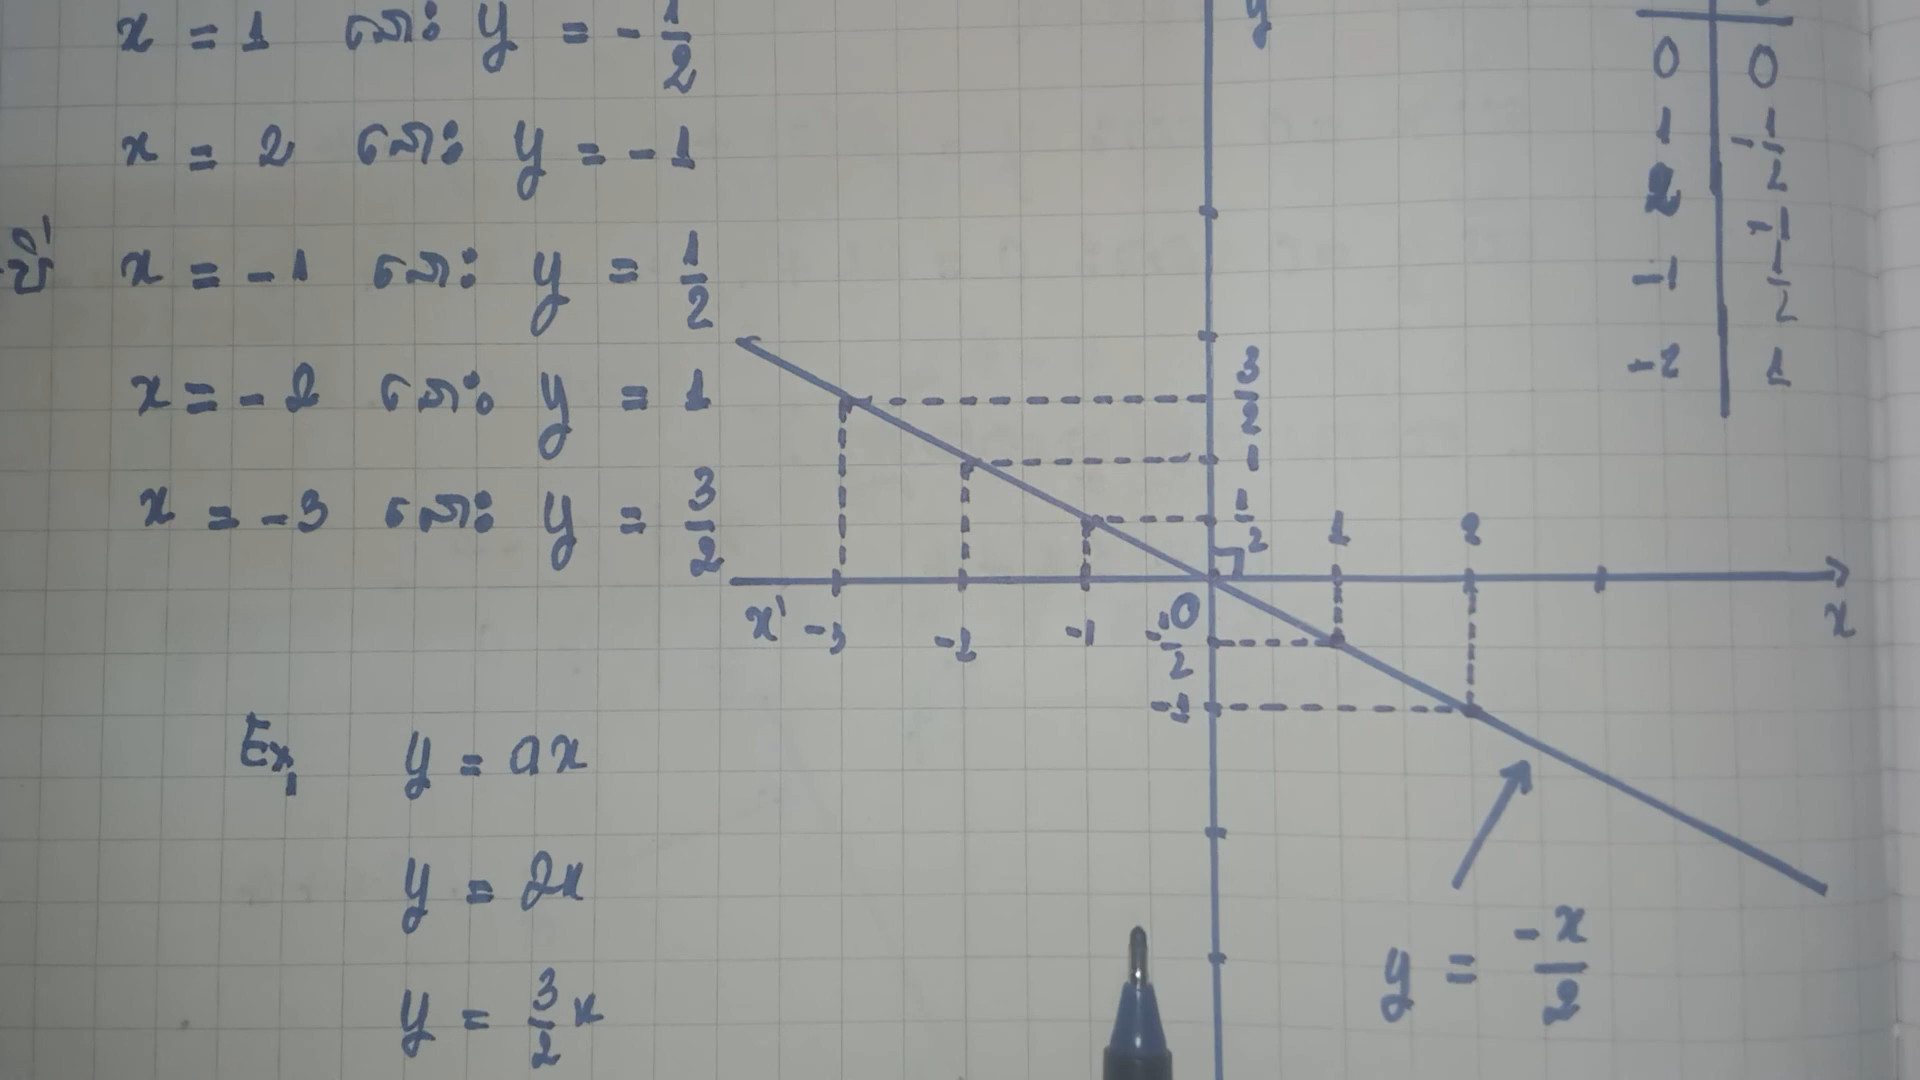 x = 1 នោះ y = -1/2
x = 2 នោះ y = -1
បើ x = -1 នោះ y = 1/2
x = -2 នោះ y = 1
x = -3 នោះ y = 3/2
Ex1 y = ax
y = 2x
y = 3/2 x
y
3/2
1
1/2
1 2
x' -3 -2 -1 0 x
-1/2
-1
y = -x/2
0 0
1 -1/2
2 -1
-1 1/2
-2 1